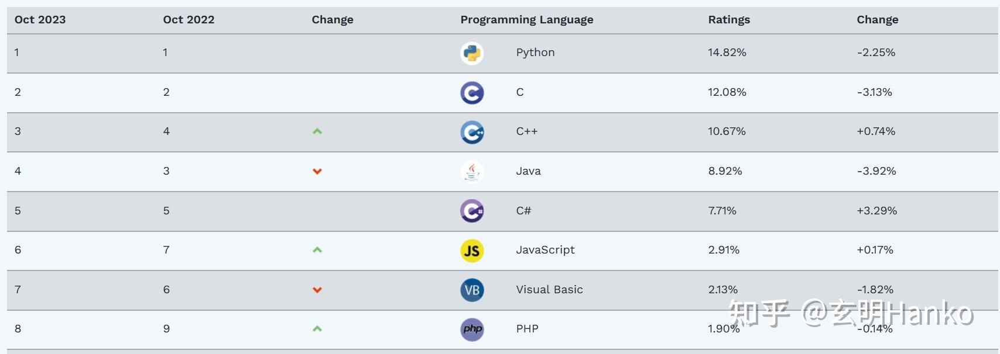 Oct 2023 Oct 2022 Change Programming Language Ratings Change
1 1 Python 14.82% -2.25%
2 2 C 12.08% -3.13%
3 4 C++ 10.67% +0.74%
4 3 Java 8.92% -3.92%
5 5 C# 7.71% +3.29%
6 7 JS JavaScript 2.91% +0.17%
7 6 VB Visual Basic 2.13% -1.82%
知乎 @玄明Hanko
8 9 php PHP 1.90% -0.14%